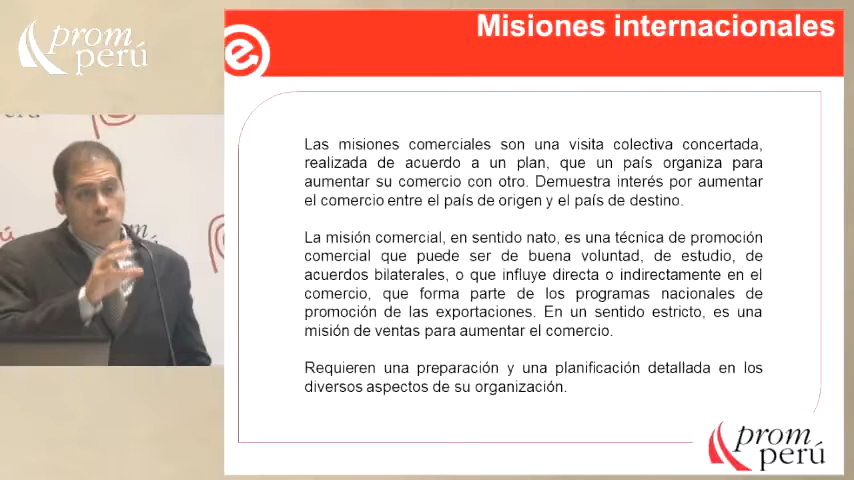 prom
perú
Misiones internacionales
Las misiones comerciales son una visita colectiva concertada,
realizada de acuerdo a un plan, que un país organiza para
aumentar su comercio con otro. Demuestra interés por aumentar
el comercio entre el país de origen y el país de destino.
La misión comercial, en sentido nato, es una técnica de promoción
comercial que puede ser de buena voluntad, de estudio, de
acuerdos bilaterales, o que influye directa o indirectamente en el
comercio, que forma parte de los programas nacionales de
promoción de las exportaciones. En un sentido estricto, es una
misión de ventas para aumentar el comercio.
Requieren una preparación y una planificación detallada en los
diversos aspectos de su organización.
prom
perú